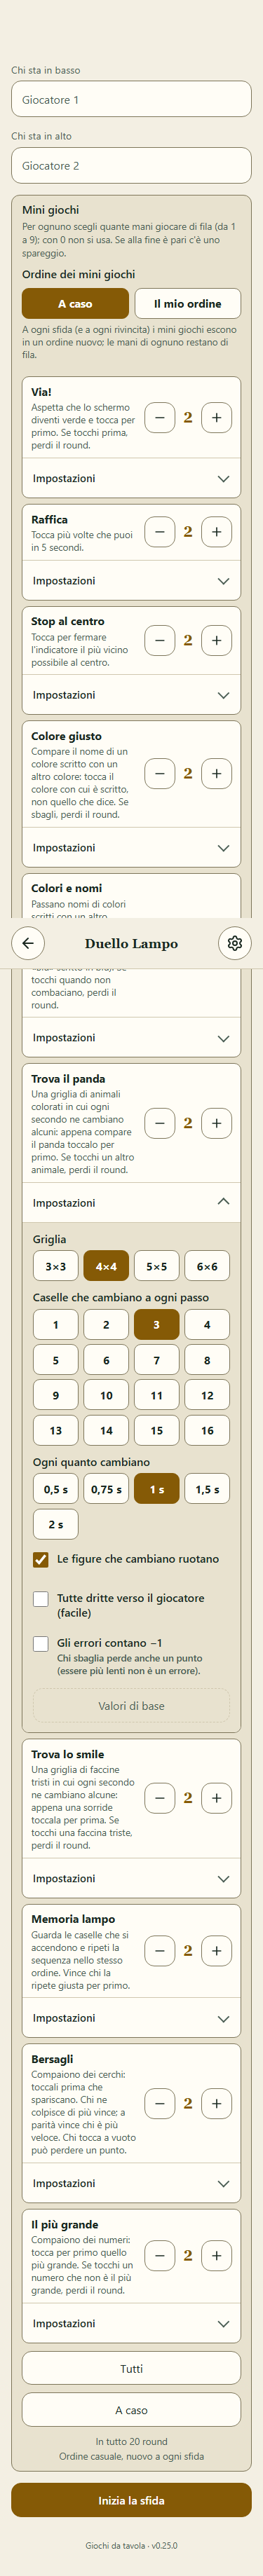 Chi sta in basso
Giocatore 1
Chi sta in alto
Giocatore 2
Mini giochi
Per ognuno scegli quante mani giocare di fila (da 1
a 9); con 0 non si usa. Se alla fine è pari c'è uno
spareggio.
Ordine dei mini giochi
A caso
Il mio ordine
A ogni sfida (e a ogni rivincita) i mini giochi escono
in un ordine nuovo; le mani di ognuno restano di
fila.
Via!
Aspetta che lo schermo
diventi verde e tocca per
primo. Se tocchi prima,
perdi il round.
− 2 +
Impostazioni
Raffica
Tocca più volte che puoi
in 5 secondi.
− 2 +
Impostazioni
Stop al centro
Tocca per fermare
l'indicatore il più vicino
possibile al centro.
− 2 +
Impostazioni
Colore giusto
Compare il nome di un
colore scritto con un
altro colore: tocca il
colore con cui è scritto,
non quello che dice. Se
sbagli, perdi il round.
− 2 +
Impostazioni
Colori e nomi
Passano nomi di colori
scritti con un altro
Duello Lampo
tocchi quando non
combaciano, perdi il
round.
Impostazioni
Trova il panda
Una griglia di animali
colorati in cui ogni
secondo ne cambiano
alcuni: appena compare
il panda toccalo per
primo. Se tocchi un altro
animale, perdi il round.
− 2 +
Impostazioni
Griglia
3×3 4×4 5×5 6×6
Caselle che cambiano a ogni passo
1 2 3 4
5 6 7 8
9 10 11 12
13 14 15 16
Ogni quanto cambiano
0,5 s 0,75 s 1 s 1,5 s
2 s
Le figure che cambiano ruotano
Tutte dritte verso il giocatore
(facile)
Gli errori contano −1
Chi sbaglia perde anche un punto
(essere più lenti non è un errore).
Valori di base
Trova lo smile
Una griglia di faccine
tristi in cui ogni secondo
ne cambiano alcune:
appena una sorride
toccala per prima. Se
tocchi una faccina triste,
perdi il round.
− 2 +
Impostazioni
Memoria lampo
Guarda le caselle che si
accendono e ripeti la
sequenza nello stesso
ordine. Vince chi la
ripete giusta per primo.
− 2 +
Impostazioni
Bersagli
Compaiono dei cerchi:
toccali prima che
spariscano. Chi ne
colpisce di più vince; a
parità vince chi è più
veloce. Chi tocca a vuoto
può perdere un punto.
− 2 +
Impostazioni
Il più grande
Compaiono dei numeri:
tocca per primo quello
più grande. Se tocchi un
numero che non è il più
grande, perdi il round.
− 2 +
Impostazioni
Tutti
A caso
In tutto 20 round
Ordine casuale, nuovo a ogni sfida
Inizia la sfida
Giochi da tavola · v0.25.0